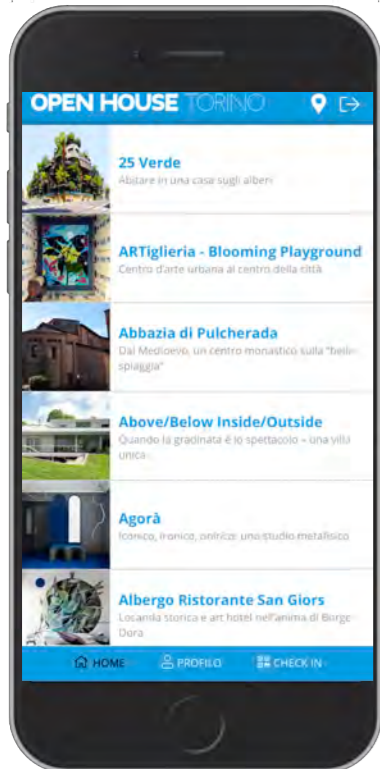 OPEN HOUSE TORINO
25 Verde
Abitare in una casa sugli alberi
ARTiglieria - Blooming Playground
Centro d'arte urbana al centro della città
Abbazia di Pulcherada
Dal Medioevo, un centro monastico sulla "bella
spiaggia"
Above/Below Inside/Outside
Quando la gradinata è lo spettacolo – una villa
unica
Agorà
Iconico, ironico, onirico: uno studio metafisico
Albergo Ristorante San Giors
Locanda storica e art hotel nell'anima di Borgo
Dora
HOME PROFILO CHECK IN